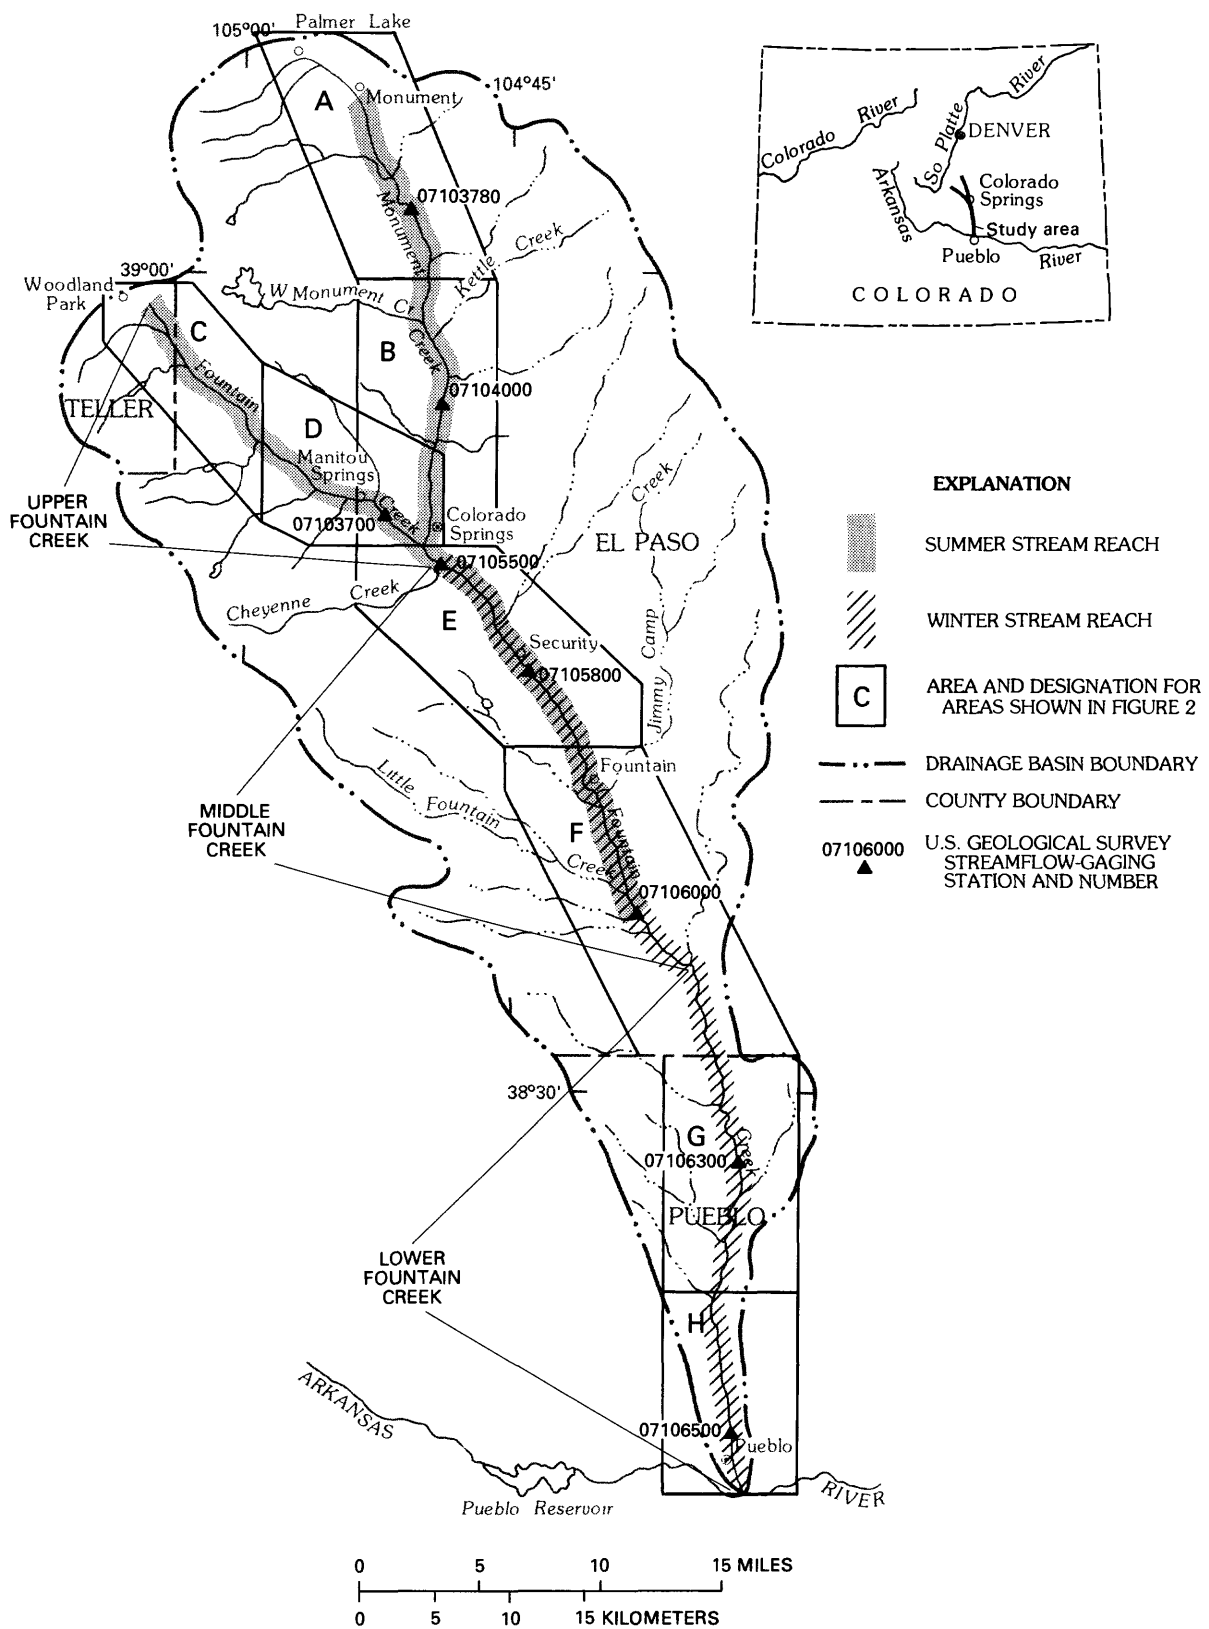 105°00'
Palmer Lake
104°45'
A
Monument
07103780
Monument
Creek
Kettle
39°00'
Woodland
Park
W Monument Cr
C
B
Creek
07104000
Fountain
TELLER
D
Manitou
Springs
Creek
07103700
Colorado
Springs
UPPER
FOUNTAIN
CREEK
07105500
Cheyenne Creek
E
EL PASO
Creek
Camp
Jimmy
Security
07105800
Fountain
Little
Fountain
Creek
F
Fountain
MIDDLE
FOUNTAIN
CREEK
07106000
38°30'
G
Creek
07106300
PUEBLO
LOWER
FOUNTAIN
CREEK
H
07106500
Pueblo
ARKANSAS
RIVER
Pueblo Reservoir
0 5 10 15 MILES
0 5 10 15 KILOMETERS
Colorado River
So Platte River
DENVER
Arkansas
River
Colorado
Springs
Study area
Pueblo
COLORADO
EXPLANATION
SUMMER STREAM REACH
WINTER STREAM REACH
C
AREA AND DESIGNATION FOR
AREAS SHOWN IN FIGURE 2
DRAINAGE BASIN BOUNDARY
COUNTY BOUNDARY
07106000
U.S. GEOLOGICAL SURVEY
STREAMFLOW-GAGING
STATION AND NUMBER